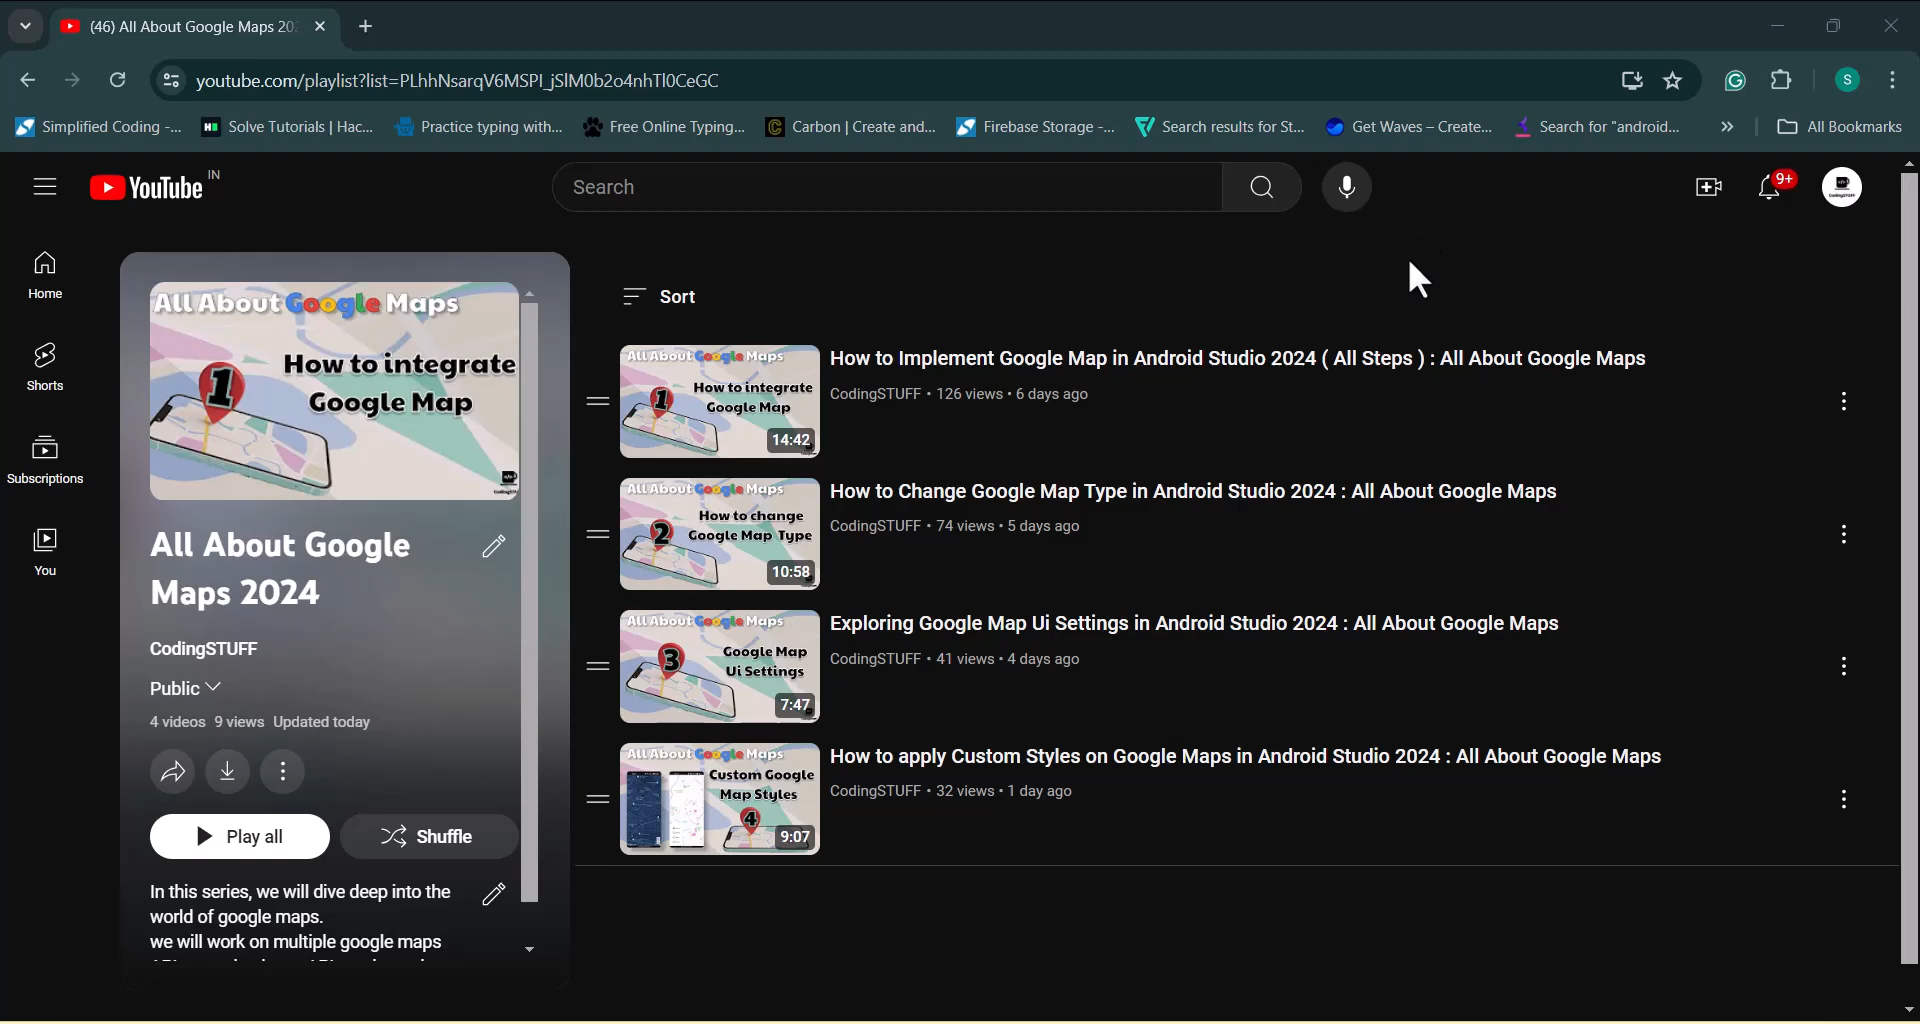 (46) All About Google Maps 20
youtube.com/playlist?list=PLhhNsarqV6MSPI_jSlM0b2o4nhTl0CeGC
S
Simplified Coding -...
Solve Tutorials | Hac...
Practice typing with...
Free Online Typing...
Carbon | Create and...
Firebase Storage -...
Search results for St...
Get Waves – Create...
Search for "android...
All Bookmarks
YouTube IN
Search
9+
Home
Shorts
Subscriptions
You
All About Google Maps
1
How to integrate
Google Map
All About Google
Maps 2024
CodingSTUFF
Public
4 videos 9 views Updated today
Play all
Shuffle
In this series, we will dive deep into the
world of google maps.
we will work on multiple google maps
Sort
All About Google Maps
1
How to integrate
Google Map
14:42
How to Implement Google Map in Android Studio 2024 ( All Steps ) : All About Google Maps
CodingSTUFF • 126 views • 6 days ago
All About Google Maps
2
How to change
Google Map Type
10:58
How to Change Google Map Type in Android Studio 2024 : All About Google Maps
CodingSTUFF • 74 views • 5 days ago
All About Google Maps
3
Google Map
Ui Settings
7:47
Exploring Google Map Ui Settings in Android Studio 2024 : All About Google Maps
CodingSTUFF • 41 views • 4 days ago
All About Google Maps
Custom Google
Map Styles
4
9:07
How to apply Custom Styles on Google Maps in Android Studio 2024 : All About Google Maps
CodingSTUFF • 32 views • 1 day ago